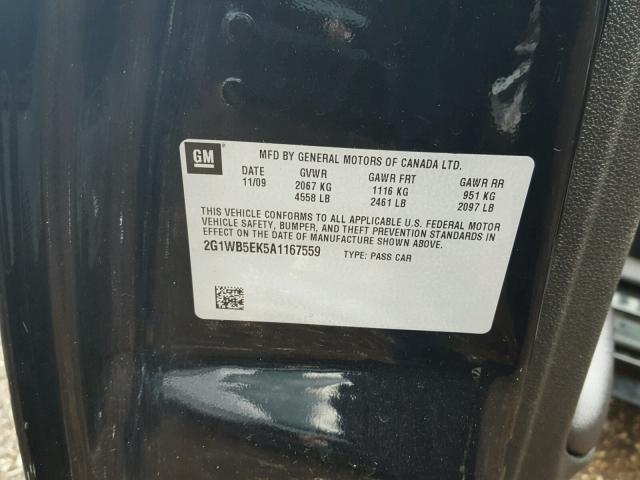 GM
MFD BY GENERAL MOTORS OF CANADA LTD.
DATE GVWR GAWR FRT GAWR RR
11/09 2067 KG 1116 KG 951 KG
4558 LB 2461 LB 2097 LB
THIS VEHICLE CONFORMS TO ALL APPLICABLE U.S. FEDERAL MOTOR
VEHICLE SAFETY, BUMPER, AND THEFT PREVENTION STANDARDS IN
EFFECT ON THE DATE OF MANUFACTURE SHOWN ABOVE.
2G1WB5EK5A1167559 TYPE: PASS CAR